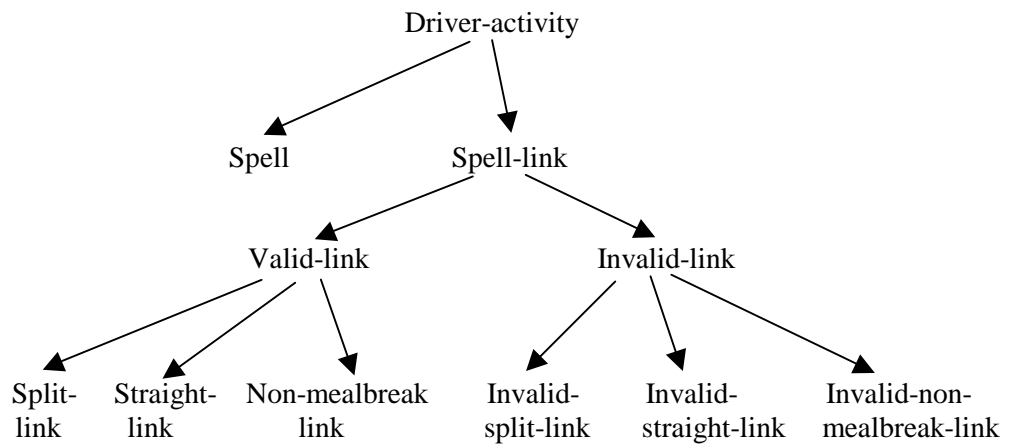 Driver-activity
Spell Spell-link
Valid-link Invalid-link
Split- Straight- Non-mealbreak Invalid- Invalid- Invalid-non-
link link link split-link straight-link mealbreak-link